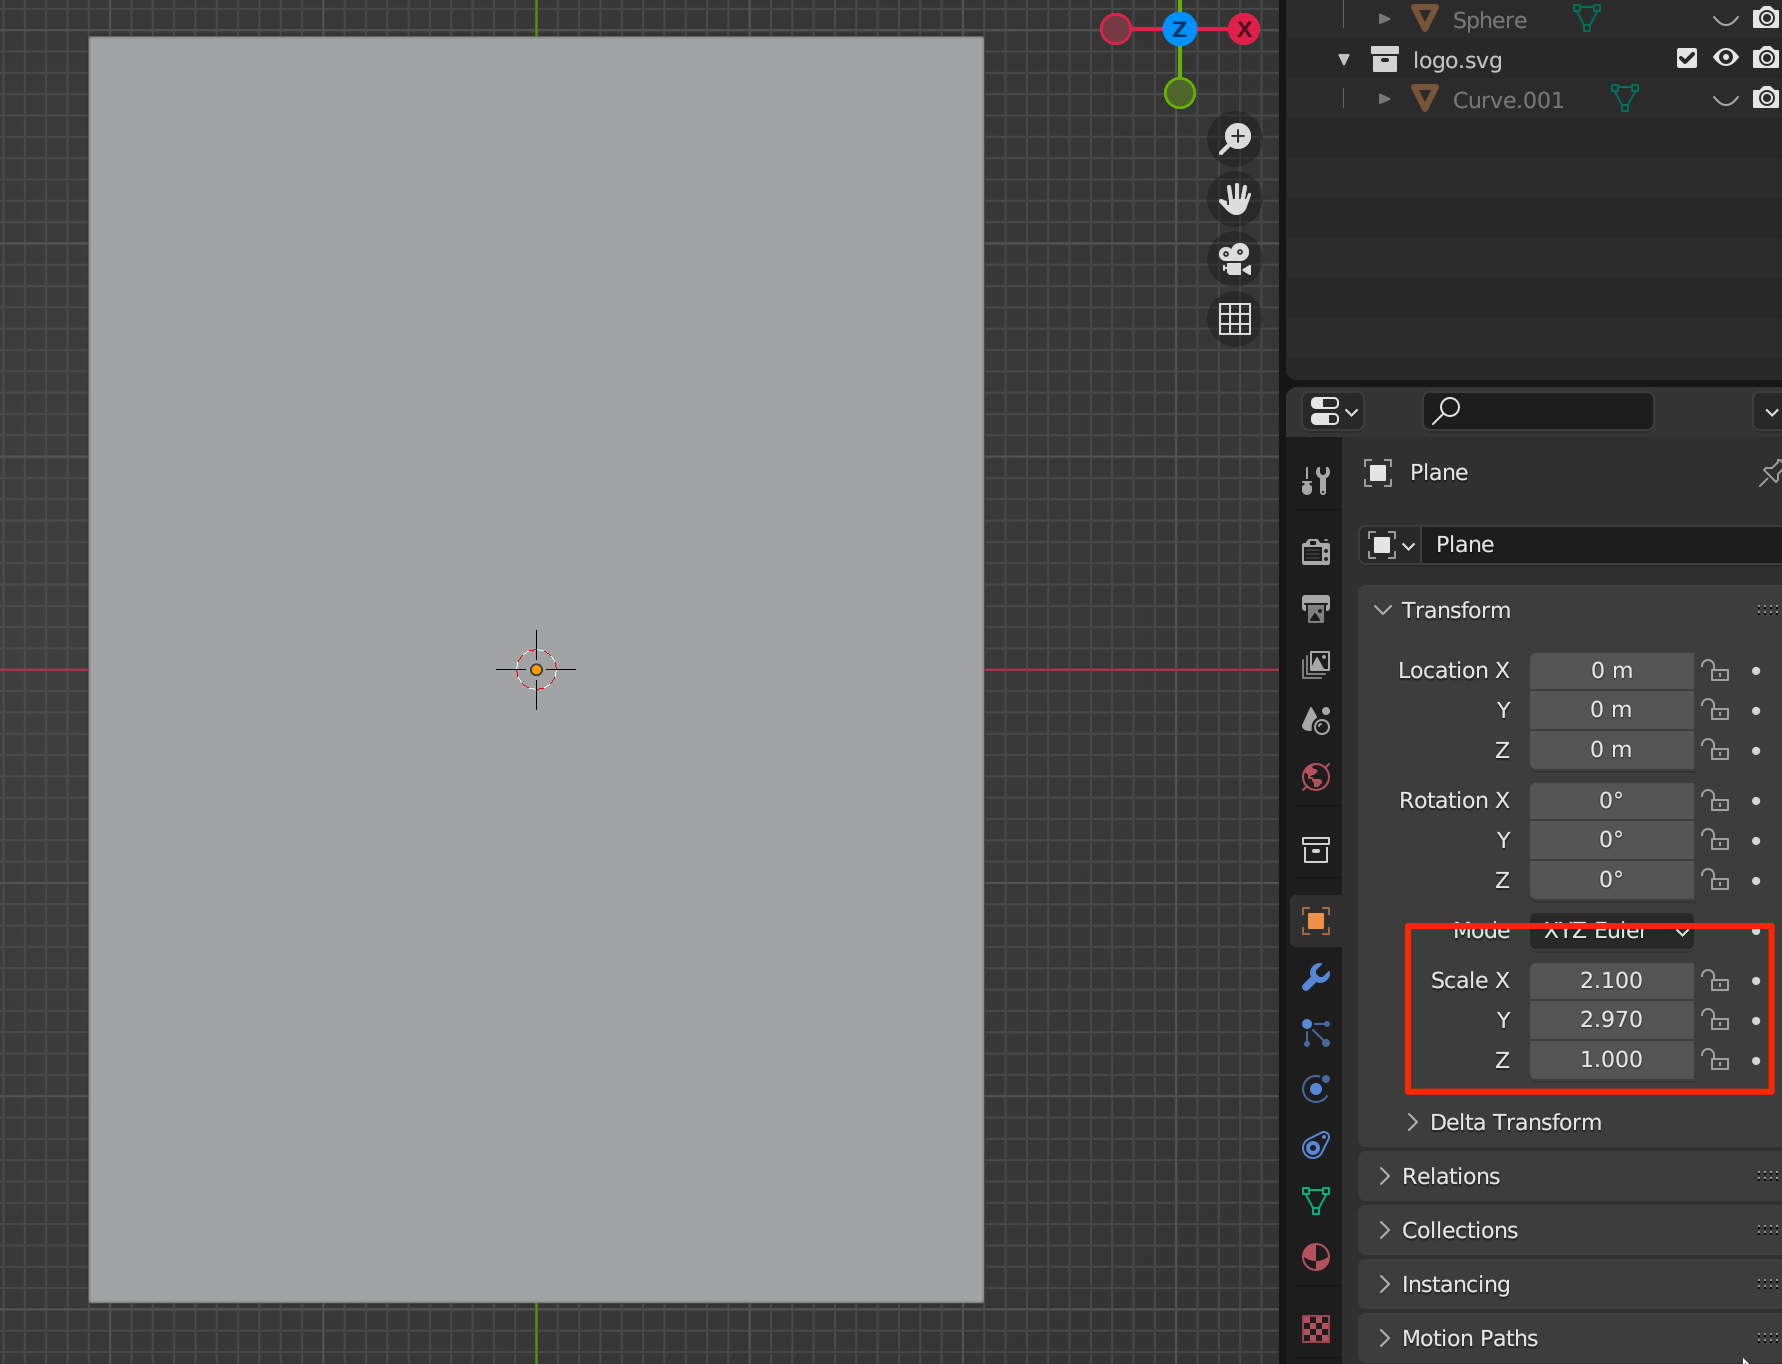 Z
X
Sphere
logo.svg
Curve.001
Plane
Plane
Transform
Location X 0 m
Y 0 m
Z 0 m
Rotation X 0°
Y 0°
Z 0°
Mode XYZ Euler
Scale X 2.100
Y 2.970
Z 1.000
Delta Transform
Relations
Collections
Instancing
Motion Paths